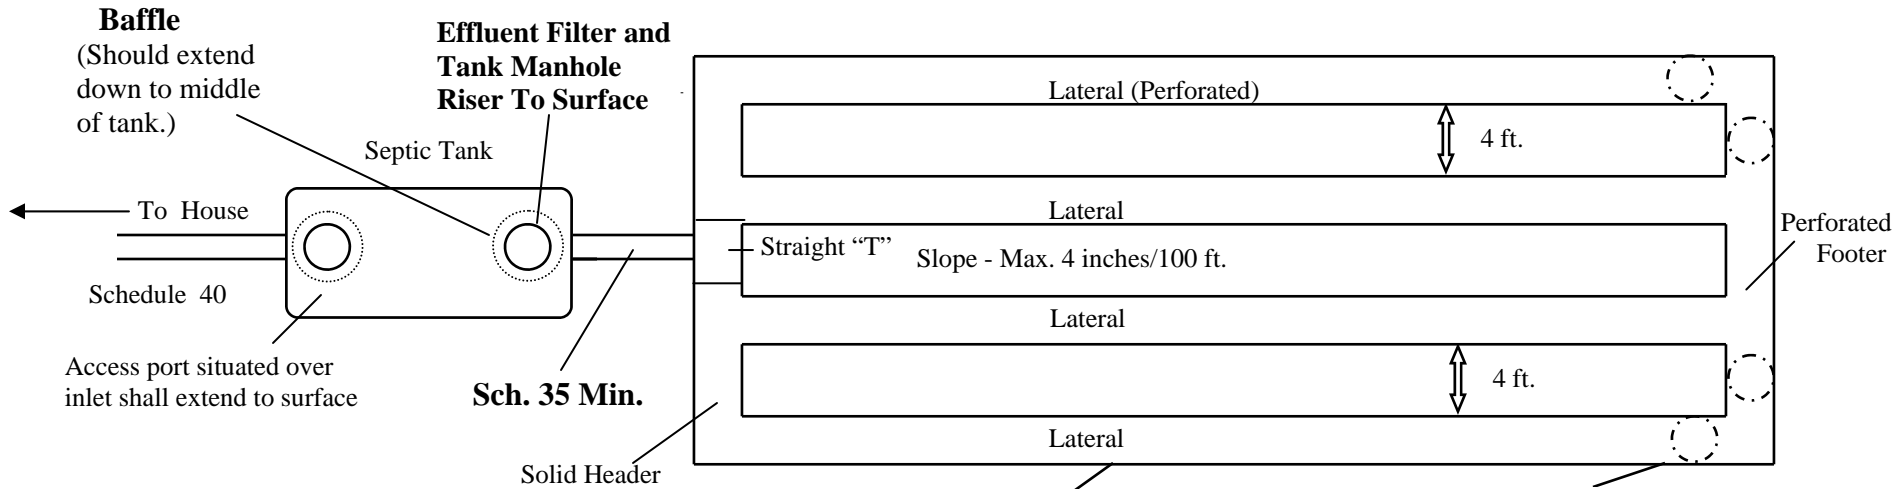 Baffle
(Should extend
down to middle
of tank.)
Effluent Filter and
Tank Manhole
Riser To Surface
Septic Tank
To House
Schedule 40
Access port situated over
inlet shall extend to surface
Sch. 35 Min.
Solid Header
Lateral (Perforated)
4 ft.
Lateral
Straight “T”
Slope - Max. 4 inches/100 ft.
Perforated
Footer
Lateral
4 ft.
Lateral